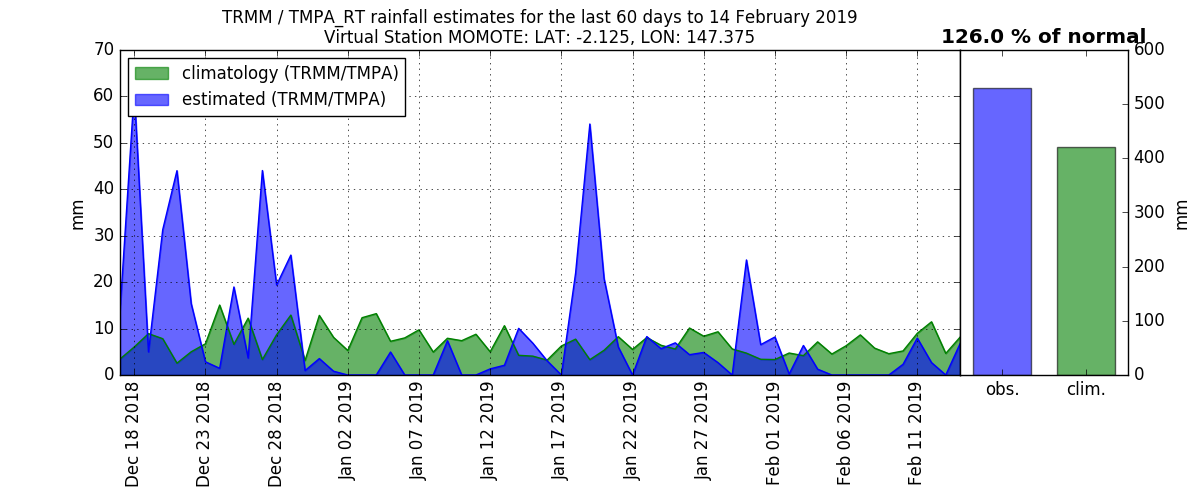 TRMM / TMPA_RT rainfall estimates for the last 60 days to 14 February 2019
Virtual Station MOMOTE: LAT: -2.125, LON: 147.375
126.0 % of normal
climatology (TRMM/TMPA)
estimated (TRMM/TMPA)
mm
70
60
50
40
30
20
10
0
Dec 18 2018
Dec 23 2018
Dec 28 2018
Jan 02 2019
Jan 07 2019
Jan 12 2019
Jan 17 2019
Jan 22 2019
Jan 27 2019
Feb 01 2019
Feb 06 2019
Feb 11 2019
obs.
clim.
600
500
400
300
200
100
0
mm